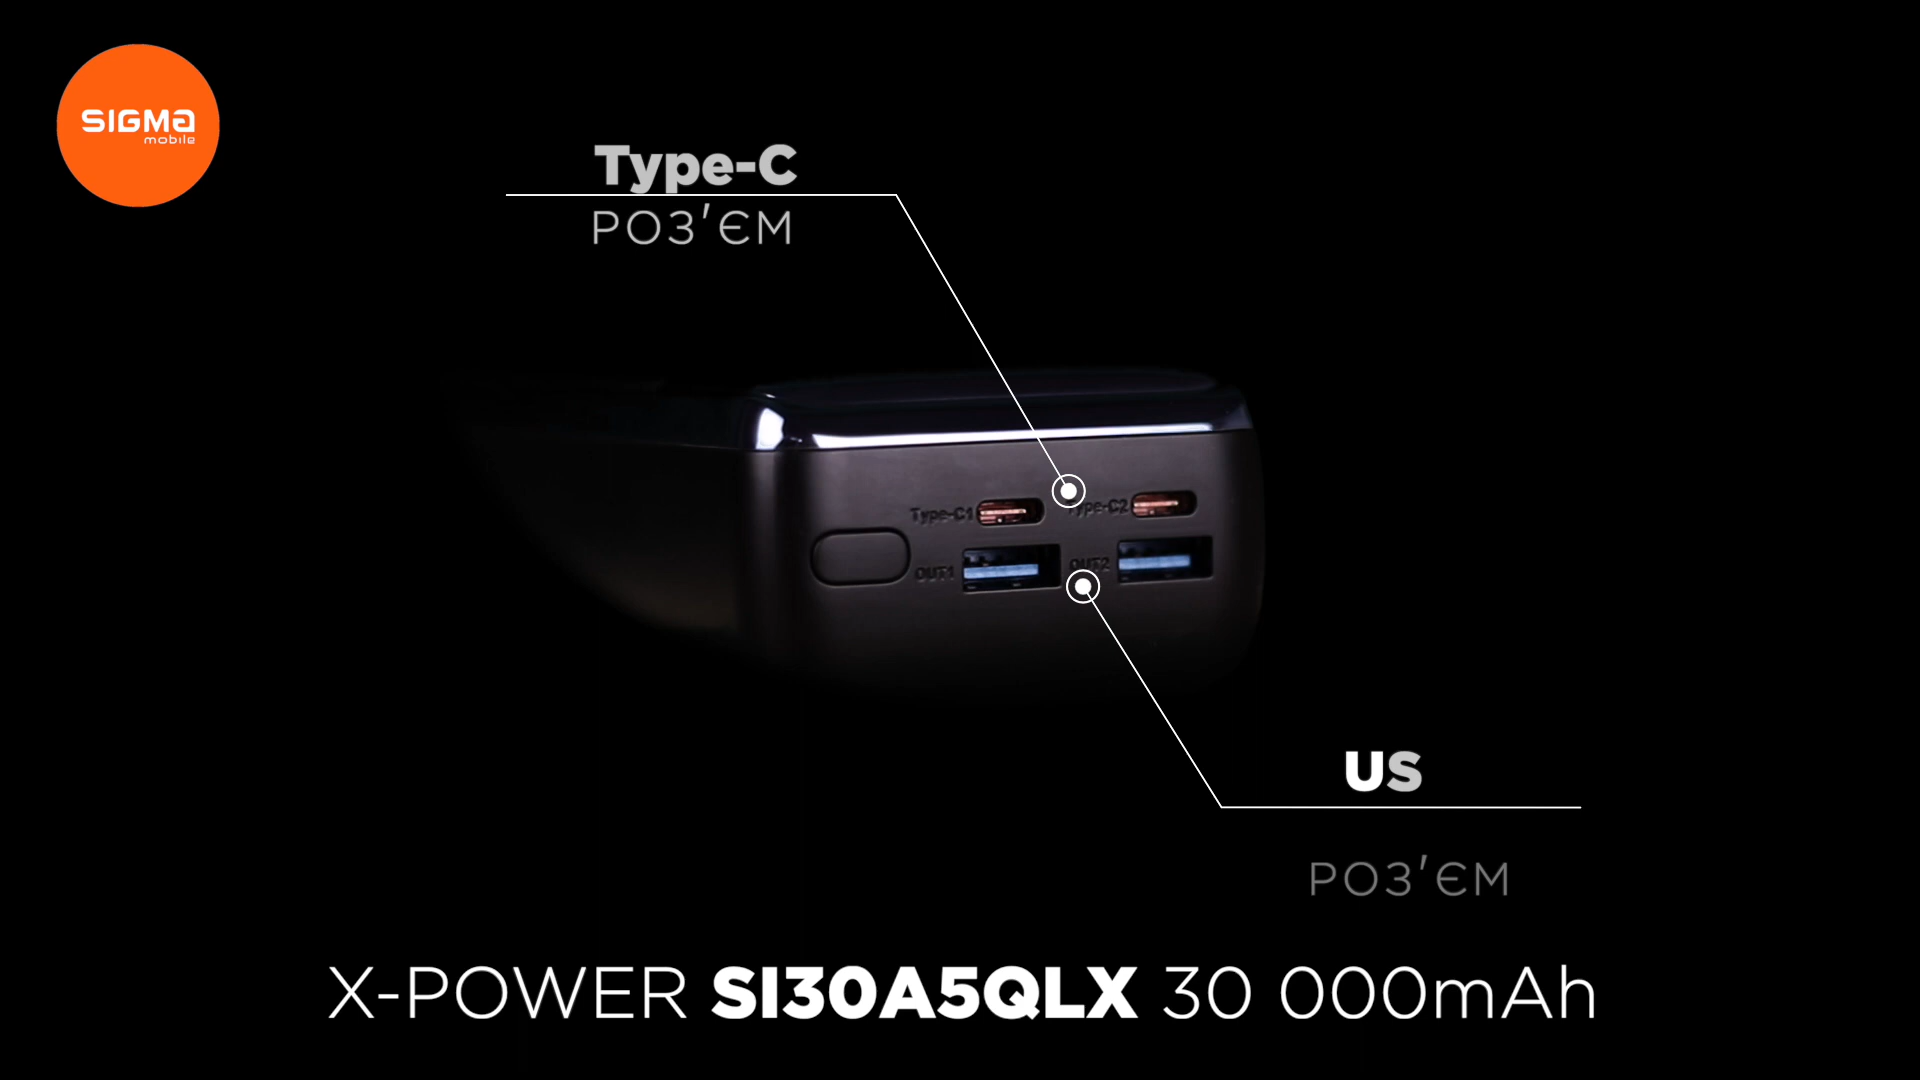 SIGMa
mobile
Type-C
РОЗ'ЄМ
Type-C1
Type-C2
OUT1
OUT2
US
РОЗ'ЄМ
X-POWER SI30A5QLX 30 000mAh